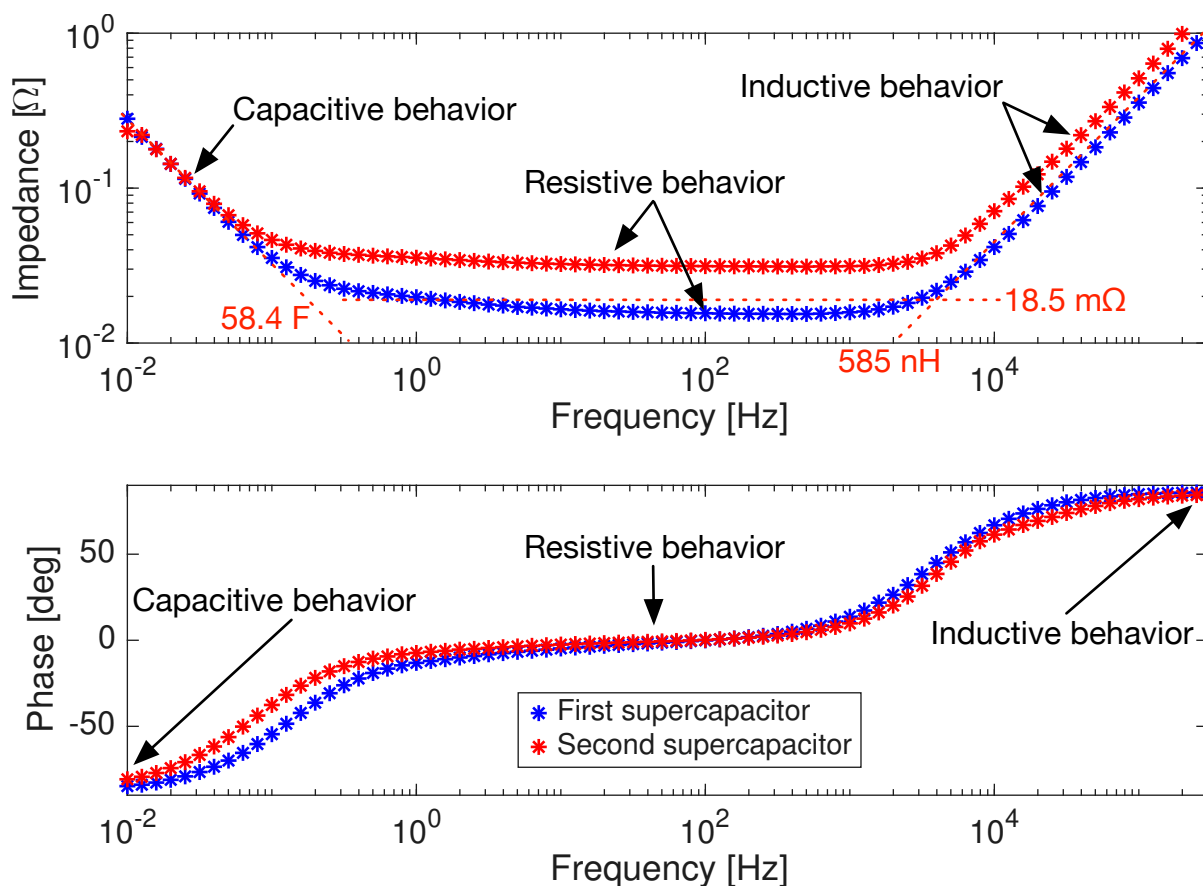 10^0
10^-1
10^-2
Impedance [Ω]
Capacitive behavior
Resistive behavior
Inductive behavior
58.4 F
18.5 mΩ
585 nH
10^-2
10^0
10^2
10^4
Frequency [Hz]
50
0
-50
Phase [deg]
Capacitive behavior
Resistive behavior
Inductive behavior
First supercapacitor
Second supercapacitor
10^-2
10^0
10^2
10^4
Frequency [Hz]